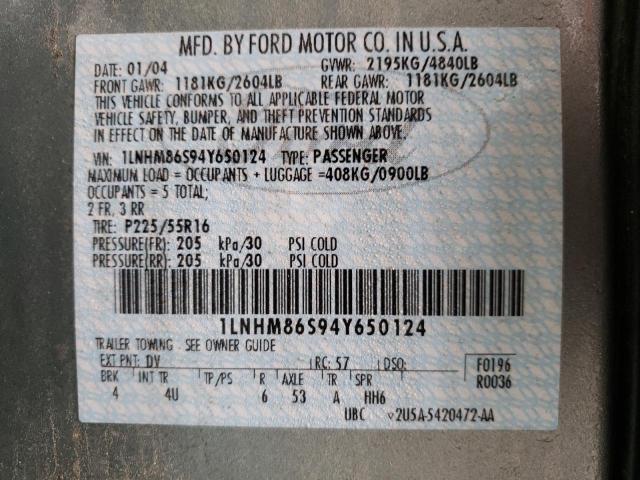 MFD. BY FORD MOTOR CO. IN U.S.A.
DATE: 01/04 GVWR: 2195KG/4840LB
FRONT GAWR: 1181KG/2604LB REAR GAWR: 1181KG/2604LB
THIS VEHICLE CONFORMS TO ALL APPLICABLE FEDERAL MOTOR
VEHICLE SAFETY, BUMPER, AND THEFT PREVENTION STANDARDS
IN EFFECT ON THE DATE OF MANUFACTURE SHOWN ABOVE.
VIN: 1LNHM86S94Y650124 TYPE: PASSENGER
MAXIMUM LOAD = OCCUPANTS + LUGGAGE =408KG/0900LB
OCCUPANTS = 5 TOTAL;
2 FR, 3 RR
TIRE: P225/55R16
PRESSURE(FR): 205 kPa/30 PSI COLD
PRESSURE(RR): 205 kPa/30 PSI COLD
1LNHM86S94Y650124
TRAILER TOWING - SEE OWNER GUIDE
EXT PNT: DV RC: 57 DSO: F0196
BRK INT TR TP/PS R AXLE TR SPR R0036
4 4U 6 53 A HH6
UBC v2U5A-5420472-AA